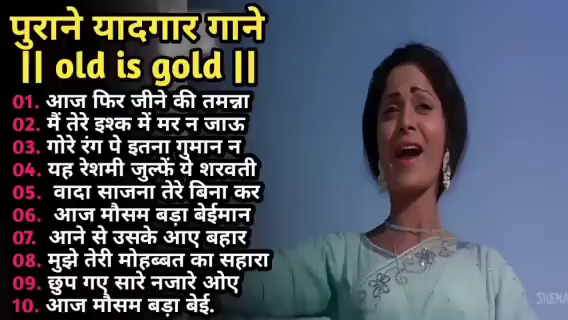 पुराने यादगार गाने
|| old is gold ||
01. आज फिर जीने की तमन्ना
02. मैं तेरे इश्क में मर न जाऊ
03. गोरे रंग पे इतना गुमान न
04. यह रेशमी जुल्फें ये शरवती
05. वादा साजना तेरे बिना कर
06. आज मौसम बड़ा बेईमान
07. आने से उसके आए बहार
08. मुझे तेरी मोहब्बत का सहारा
09. छुप गए सारे नजारे ओए
10. आज मौसम बड़ा बेई.